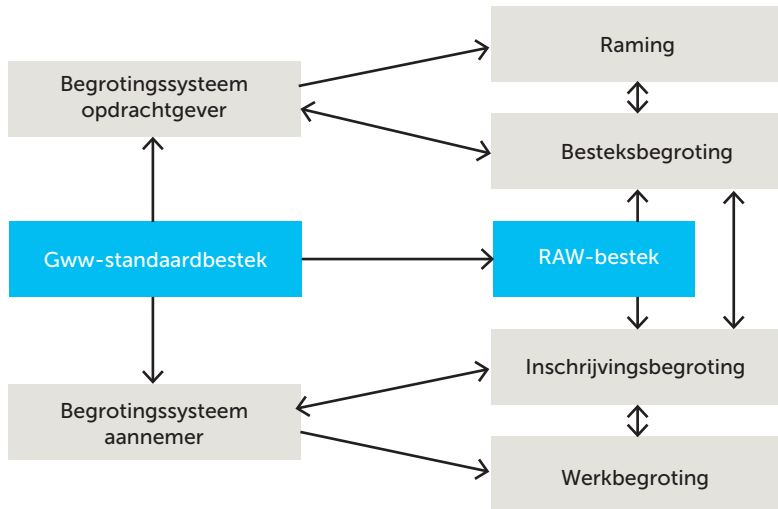 Raming
Begrotingssysteem
opdrachtgever
Besteksbegroting
Gww-standaardbestek
RAW-bestek
Inschrijvingsbegroting
Begrotingssysteem
aannemer
Werkbegroting